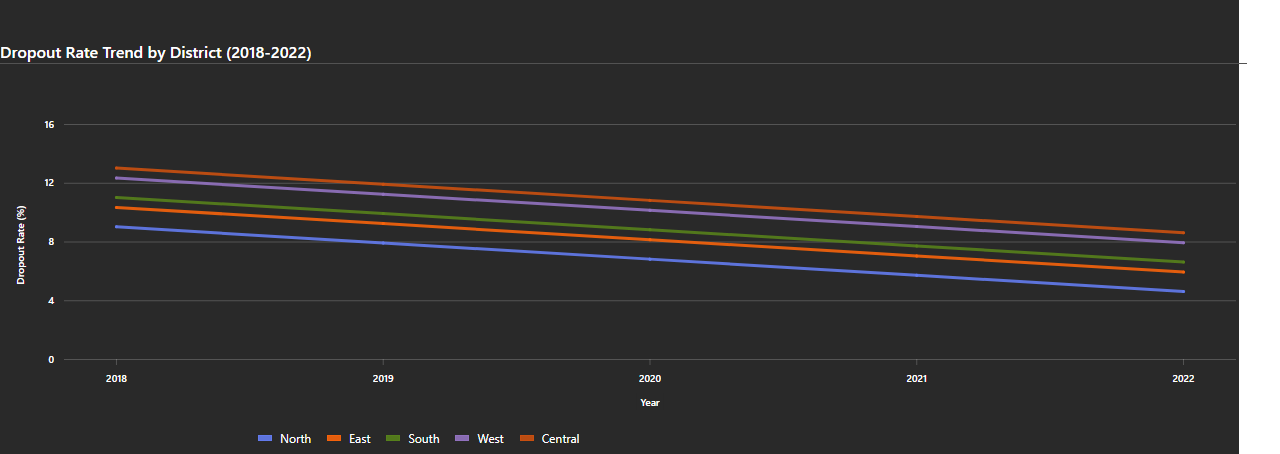 Dropout Rate Trend by District (2018-2022)
16
12
8
4
0
Dropout Rate (%)
2018 2019 2020 2021 2022
Year
North East South West Central